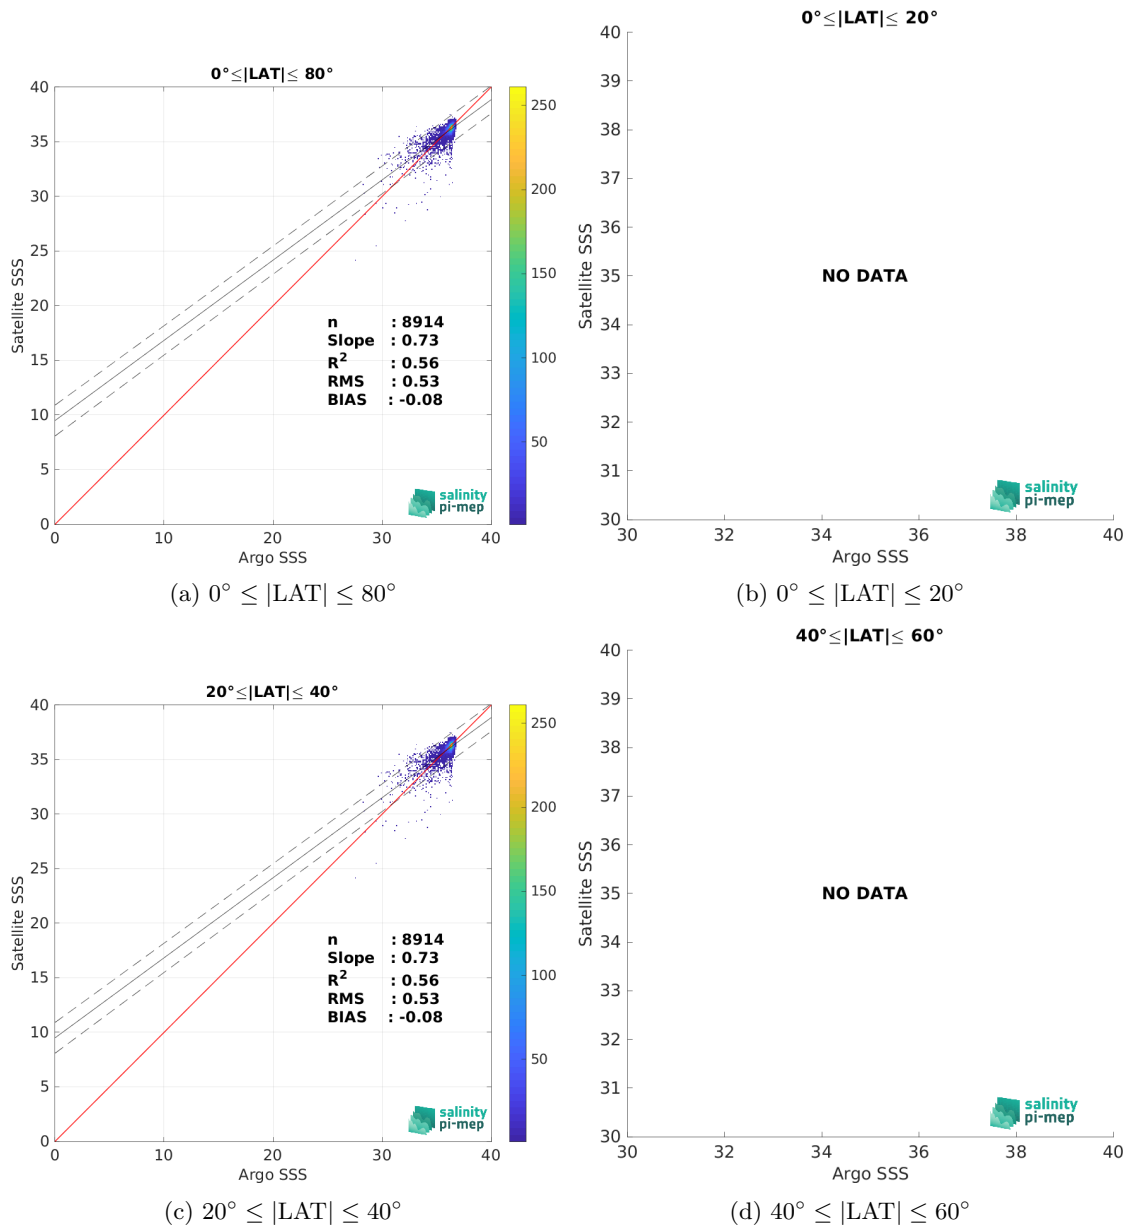 0°≤|LAT|≤ 80°
40
35
30
25
20
15
10
5
0
Satellite SSS
0
10
20
30
40
Argo SSS
250
200
150
100
50
n : 8914
Slope : 0.73
R² : 0.56
RMS : 0.53
BIAS : -0.08
salinity
pi-mep
(a) 0° ≤ |LAT| ≤ 80°
0°≤|LAT|≤ 20°
40
39
38
37
36
35
34
33
32
31
30
Satellite SSS
NO DATA
30
32
34
36
38
40
Argo SSS
salinity
pi-mep
(b) 0° ≤ |LAT| ≤ 20°
20°≤|LAT|≤ 40°
40
35
30
25
20
15
10
5
0
Satellite SSS
0
10
20
30
40
Argo SSS
250
200
150
100
50
n : 8914
Slope : 0.73
R² : 0.56
RMS : 0.53
BIAS : -0.08
salinity
pi-mep
(c) 20° ≤ |LAT| ≤ 40°
40°≤|LAT|≤ 60°
40
39
38
37
36
35
34
33
32
31
30
Satellite SSS
NO DATA
30
32
34
36
38
40
Argo SSS
salinity
pi-mep
(d) 40° ≤ |LAT| ≤ 60°